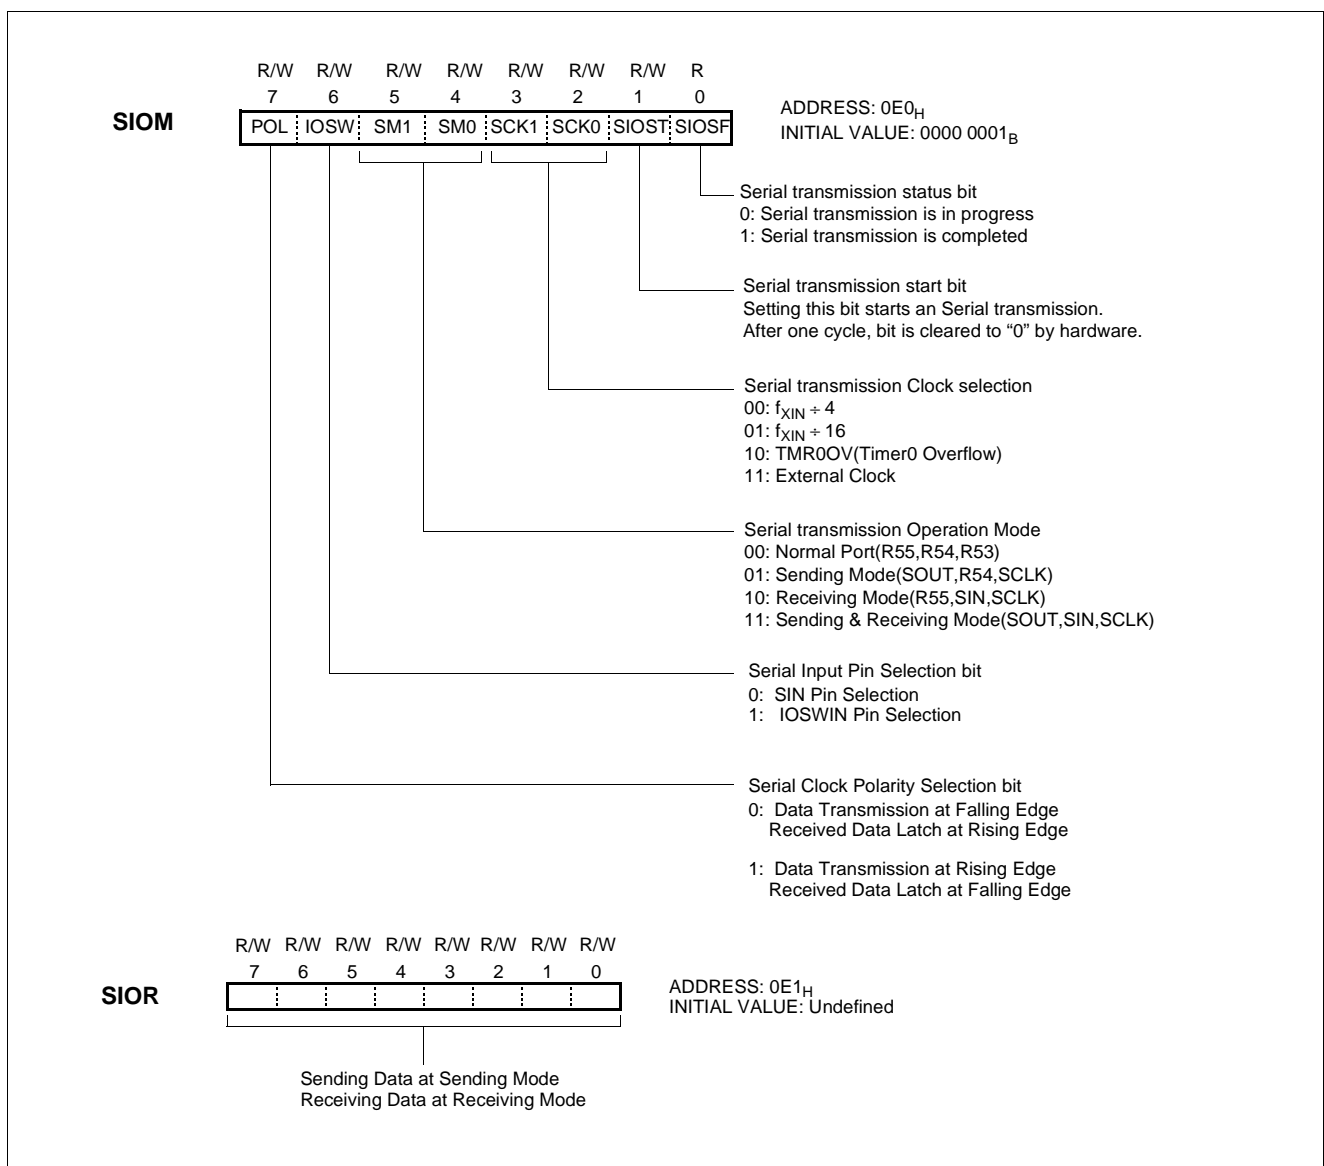 R/W R/W R/W R/W R/W R/W R/W R
7 6 5 4 3 2 1 0
SIOM
POL IOSW SM1 SM0 SCK1 SCK0 SIOST SIOSF
ADDRESS: 0E0H
INITIAL VALUE: 0000 0001B
Serial transmission status bit
0: Serial transmission is in progress
1: Serial transmission is completed
Serial transmission start bit
Setting this bit starts an Serial transmission.
After one cycle, bit is cleared to “0” by hardware.
Serial transmission Clock selection
00: fXIN ÷ 4
01: fXIN ÷ 16
10: TMR0OV(Timer0 Overflow)
11: External Clock
Serial transmission Operation Mode
00: Normal Port(R55,R54,R53)
01: Sending Mode(SOUT,R54,SCLK)
10: Receiving Mode(R55,SIN,SCLK)
11: Sending & Receiving Mode(SOUT,SIN,SCLK)
Serial Input Pin Selection bit
0: SIN Pin Selection
1: IOSWIN Pin Selection
Serial Clock Polarity Selection bit
0: Data Transmission at Falling Edge
Received Data Latch at Rising Edge
1: Data Transmission at Rising Edge
Received Data Latch at Falling Edge
R/W R/W R/W R/W R/W R/W R/W R/W
7 6 5 4 3 2 1 0
SIOR
ADDRESS: 0E1H
INITIAL VALUE: Undefined
Sending Data at Sending Mode
Receiving Data at Receiving Mode